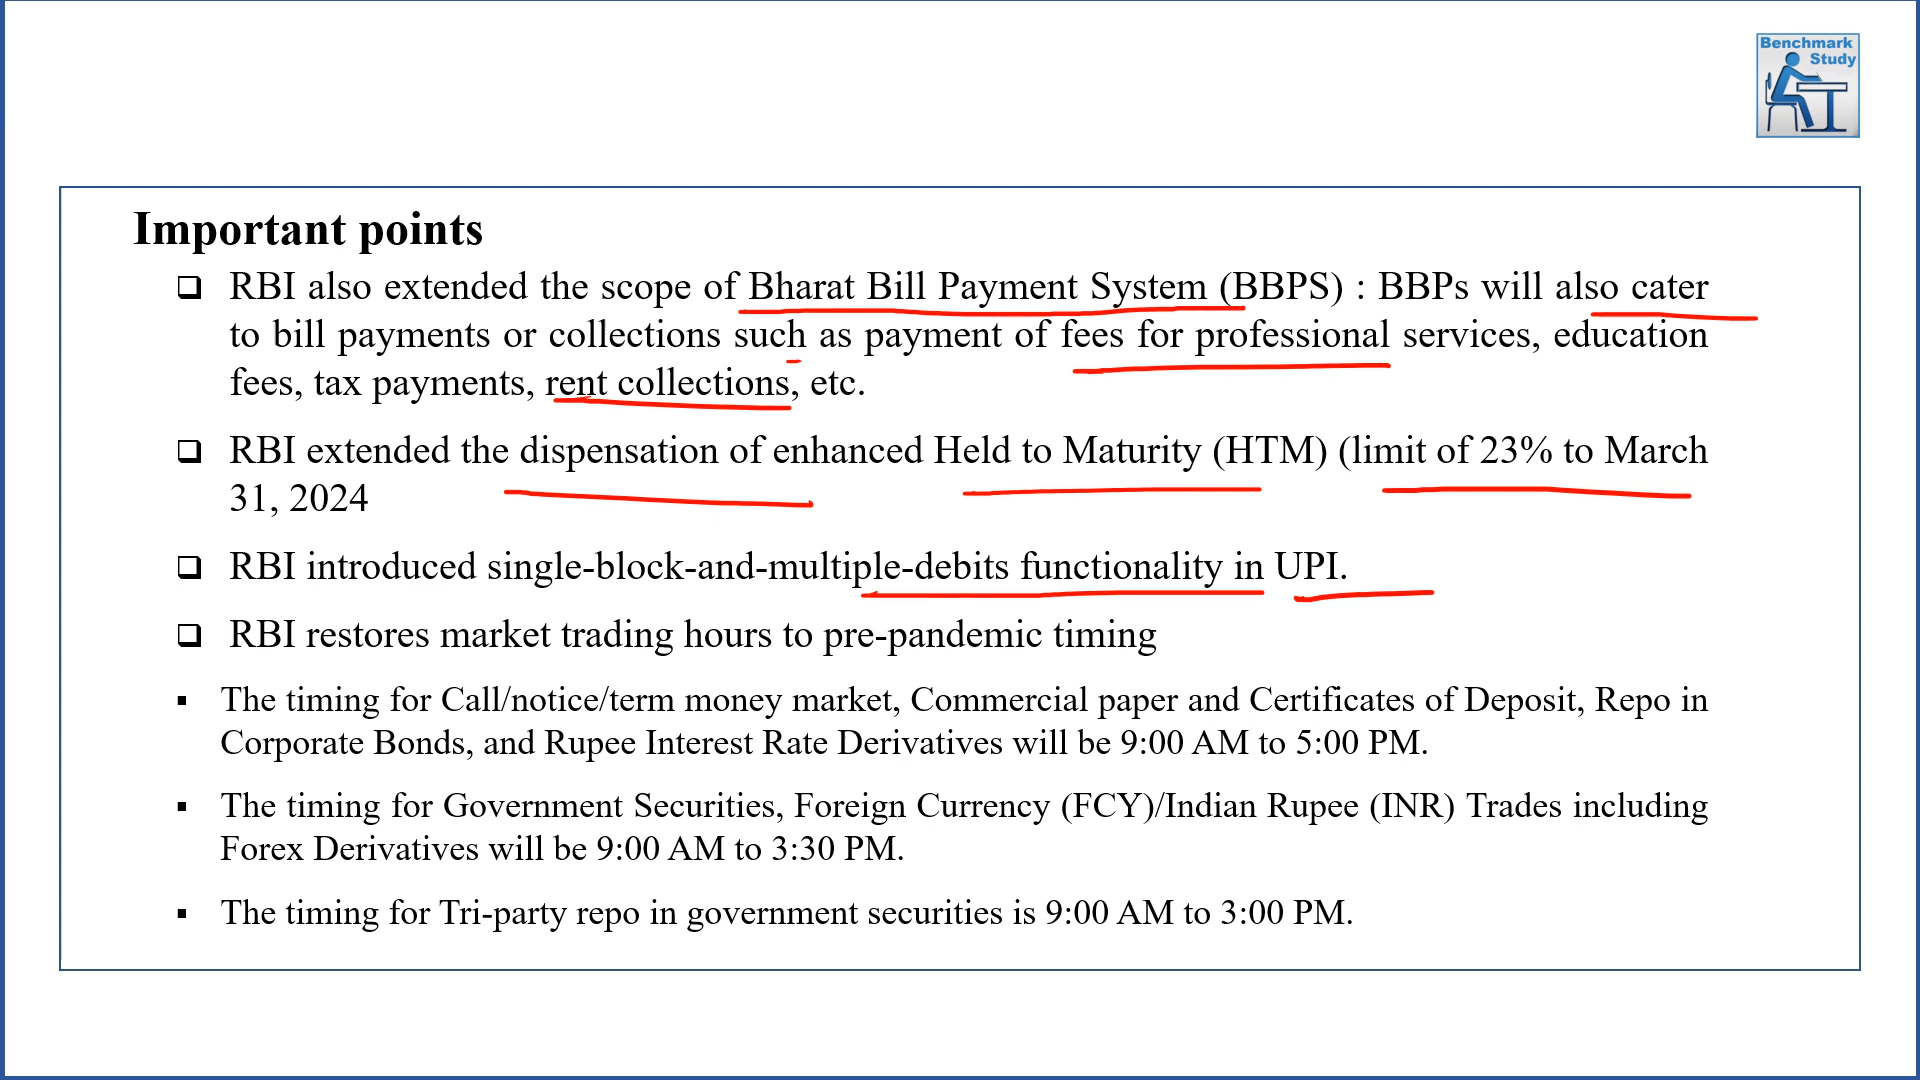 Benchmark
Study
Important points
❑ RBI also extended the scope of Bharat Bill Payment System (BBPS) : BBPs will also cater
to bill payments or collections such as payment of fees for professional services, education
fees, tax payments, rent collections, etc.
❑ RBI extended the dispensation of enhanced Held to Maturity (HTM) (limit of 23% to March
31, 2024
❑ RBI introduced single-block-and-multiple-debits functionality in UPI.
❑ RBI restores market trading hours to pre-pandemic timing
▪ The timing for Call/notice/term money market, Commercial paper and Certificates of Deposit, Repo in
Corporate Bonds, and Rupee Interest Rate Derivatives will be 9:00 AM to 5:00 PM.
▪ The timing for Government Securities, Foreign Currency (FCY)/Indian Rupee (INR) Trades including
Forex Derivatives will be 9:00 AM to 3:30 PM.
▪ The timing for Tri-party repo in government securities is 9:00 AM to 3:00 PM.